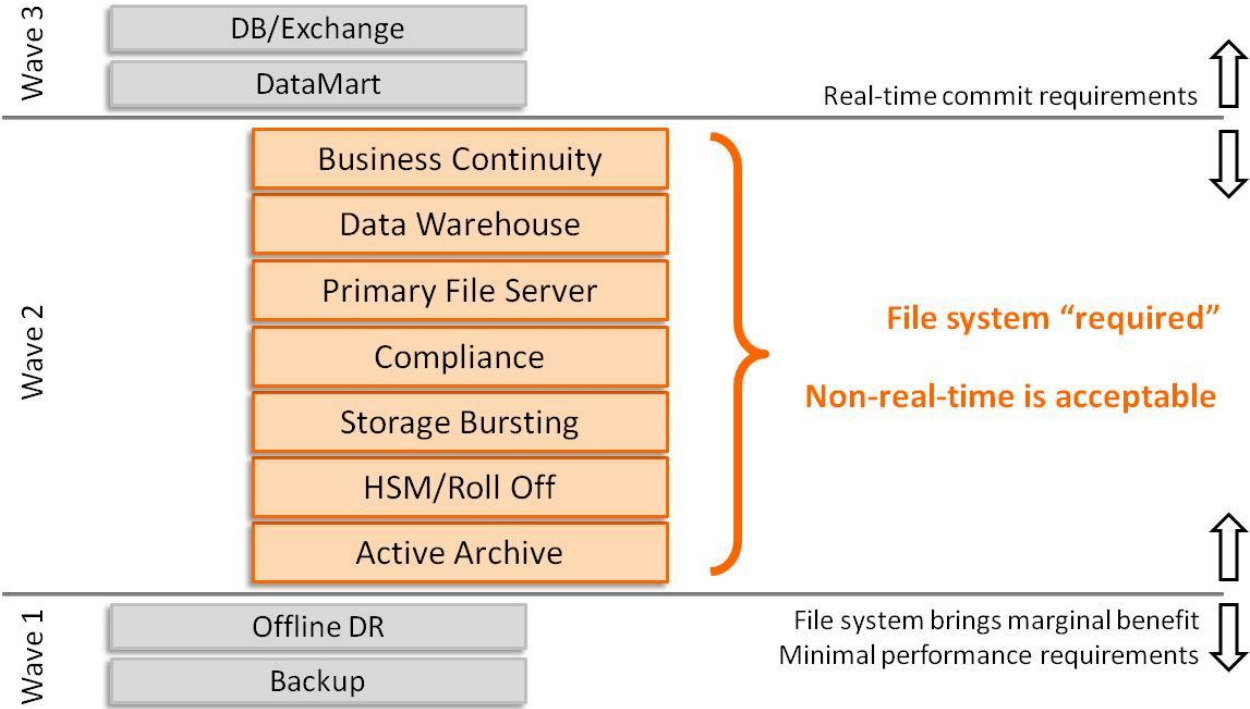 Wave 3
DB/Exchange
DataMart
Real-time commit requirements
Wave 2
Business Continuity
Data Warehouse
Primary File Server
Compliance
Storage Bursting
HSM/Roll Off
Active Archive
File system “required”
Non-real-time is acceptable
Wave 1
Offline DR
Backup
File system brings marginal benefit
Minimal performance requirements